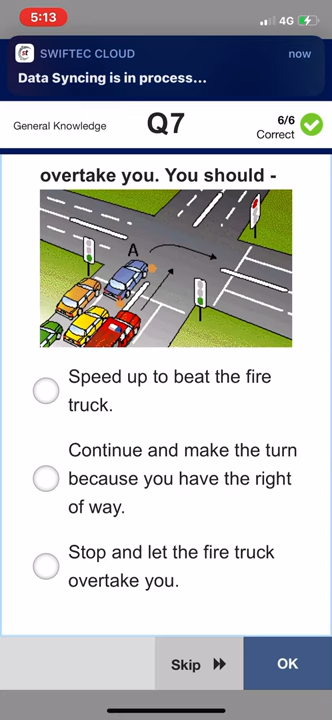 5:13
4G
SWIFTEC CLOUD
now
Data Syncing is in process...
General Knowledge
Q7
6/6
Correct
overtake you. You should -
A
Speed up to beat the fire
truck.
Continue and make the turn
because you have the right
of way.
Stop and let the fire truck
overtake you.
Skip
OK